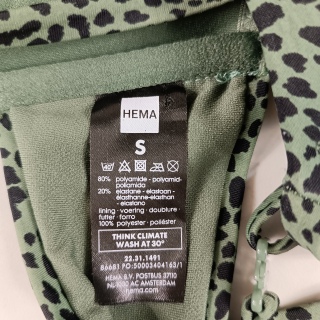 HEMA
S
40
80% polyamide - polyamid-
poliamida
20% elastane - elastaan -
élasthanne - elasthan-
elastano
lining - voering - doublure -
futter - forro
100% polyester - poliéster
THINK CLIMATE
WASH AT 30°
22.31.1491
86681 PO:50003404163/1
HEMA B.V. POSTBUS 37110
NL-1030 AC AMSTERDAM
hema.com